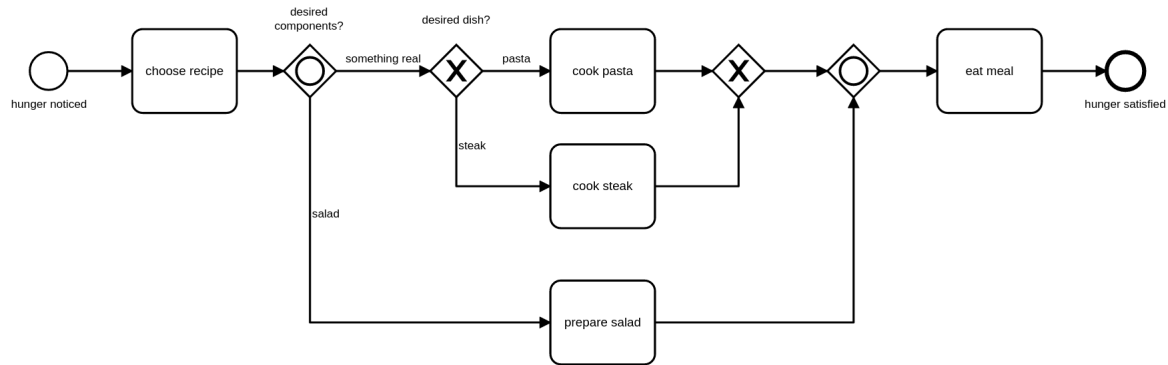 desired
components?
desired dish?
something real
pasta
choose recipe
cook pasta
eat meal
hunger noticed
hunger satisfied
steak
cook steak
salad
prepare salad